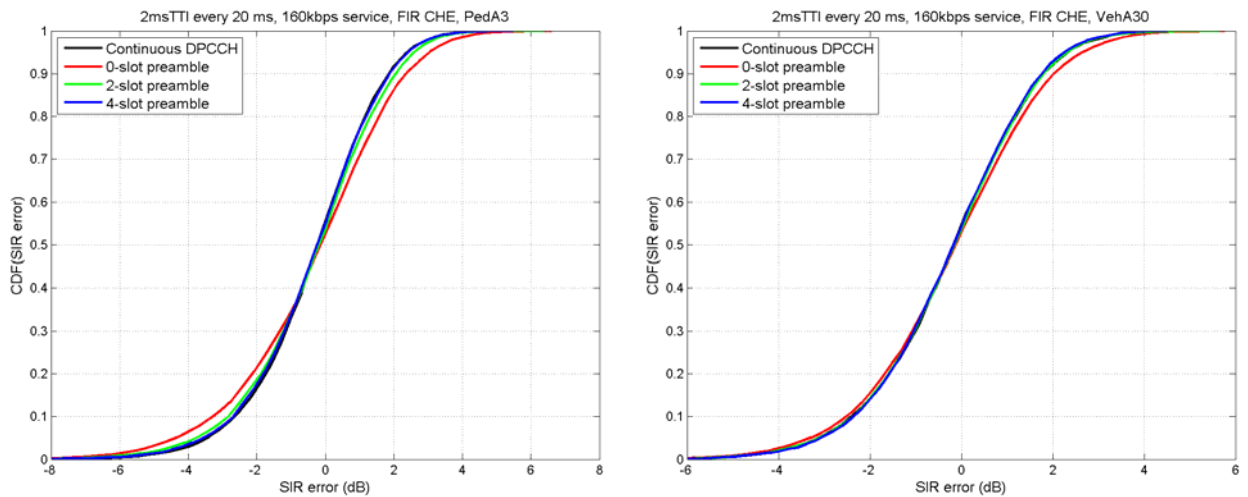 2msTTI every 20 ms, 160kbps service, FIR CHE, PedA3
1
0.9
0.8
0.7
0.6
0.5
0.4
0.3
0.2
0.1
0
CDF(SIR error)
Continuous DPCCH
0-slot preamble
2-slot preamble
4-slot preamble
-8 -6 -4 -2 0 2 4 6 8
SIR error (dB)
2msTTI every 20 ms, 160kbps service, FIR CHE, VehA30
1
0.9
0.8
0.7
0.6
0.5
0.4
0.3
0.2
0.1
0
CDF(SIR error)
Continuous DPCCH
0-slot preamble
2-slot preamble
4-slot preamble
-6 -4 -2 0 2 4 6
SIR error (dB)